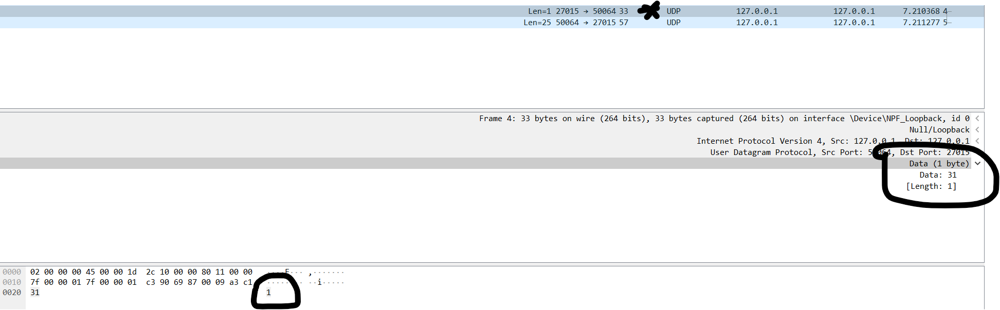 Len=1 27015 → 50064 33 UDP 127.0.0.1 127.0.0.1 7.210368 4
Len=25 50064 → 27015 57 UDP 127.0.0.1 127.0.0.1 7.211277 5
Frame 4: 33 bytes on wire (264 bits), 33 bytes captured (264 bits) on interface \Device\NPF_Loopback, id 0
Null/Loopback
Internet Protocol Version 4, Src: 127.0.0.1, Dst: 127.0.0.1
User Datagram Protocol, Src Port: 50064, Dst Port: 27015
Data (1 byte)
Data: 31
[Length: 1]
0000 02 00 00 00 45 00 00 1d 2c 10 00 00 80 11 00 00 ····E··· ,·······
0010 7f 00 00 01 7f 00 00 01 c3 90 69 87 00 09 a3 c1 ········ ··i·····
0020 31 1